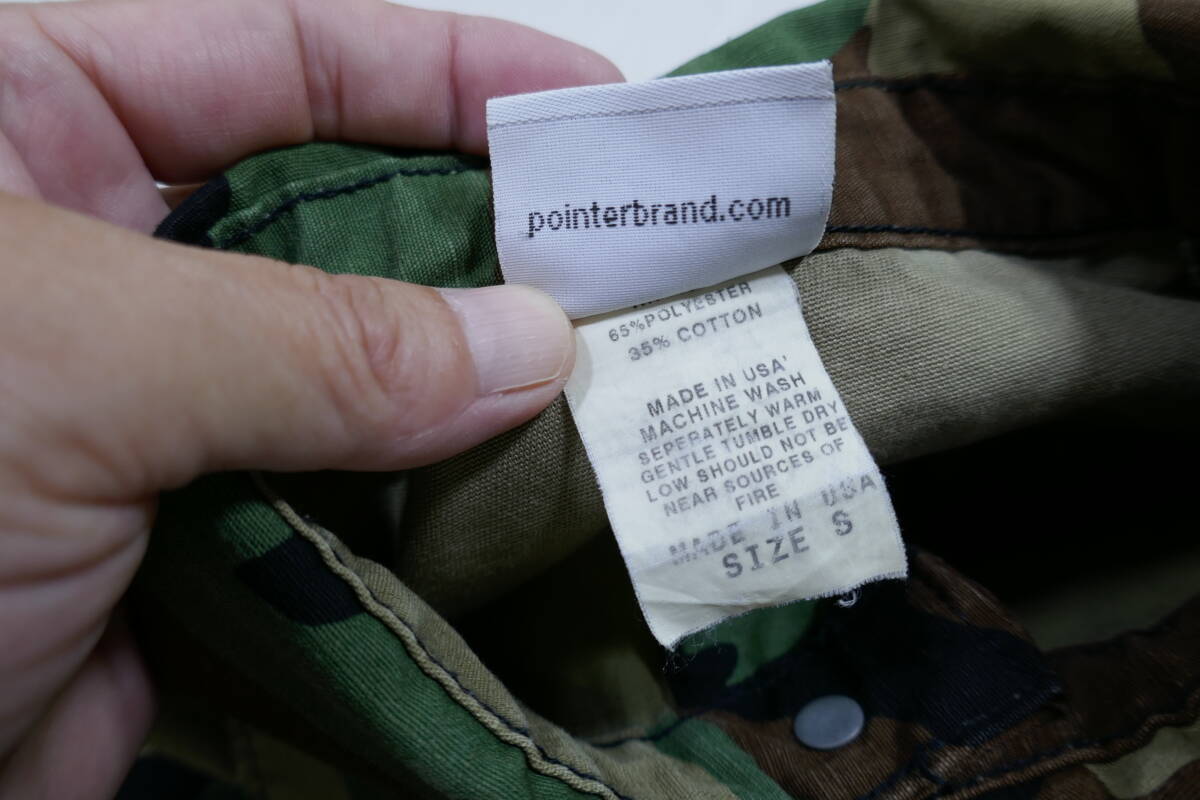 pointerbrand.com
65%POLYESTER
35% COTTON
MADE IN USA'
MACHINE WASH
SEPERATELY WARM
GENTLE TUMBLE DRY
LOW SHOULD NOT BE
NEAR SOURCES OF
FIRE
MADE IN USA
SIZE S